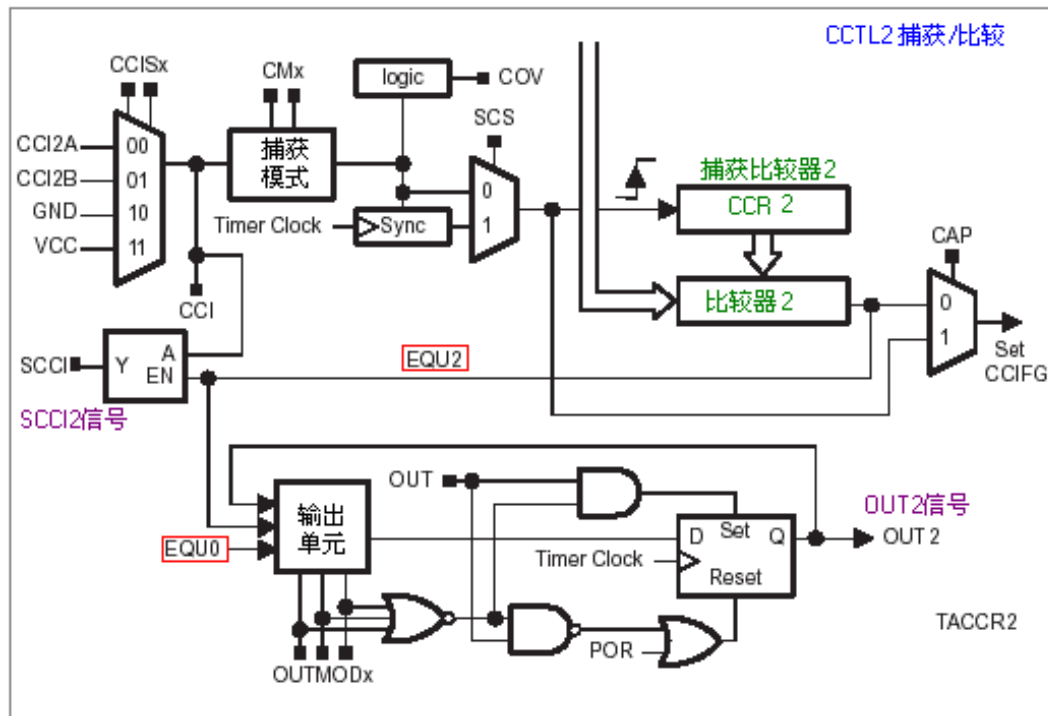 CCTL2 捕获/比较
CCISx
CMx
logic
COV
SCS
CCI2A
CCI2B
GND
VCC
00
01
10
11
捕获
模式
0
1
Timer Clock
Sync
捕获比较器2
CCR 2
比较器2
CAP
0
1
Set
CCIFG
CCI
SCCI
Y
A
EN
EQU2
SCCI2信号
OUT
输出
单元
EQU0
OUTMODx
Timer Clock
D
Set
Q
Reset
OUT2信号
OUT 2
POR
TACCR2